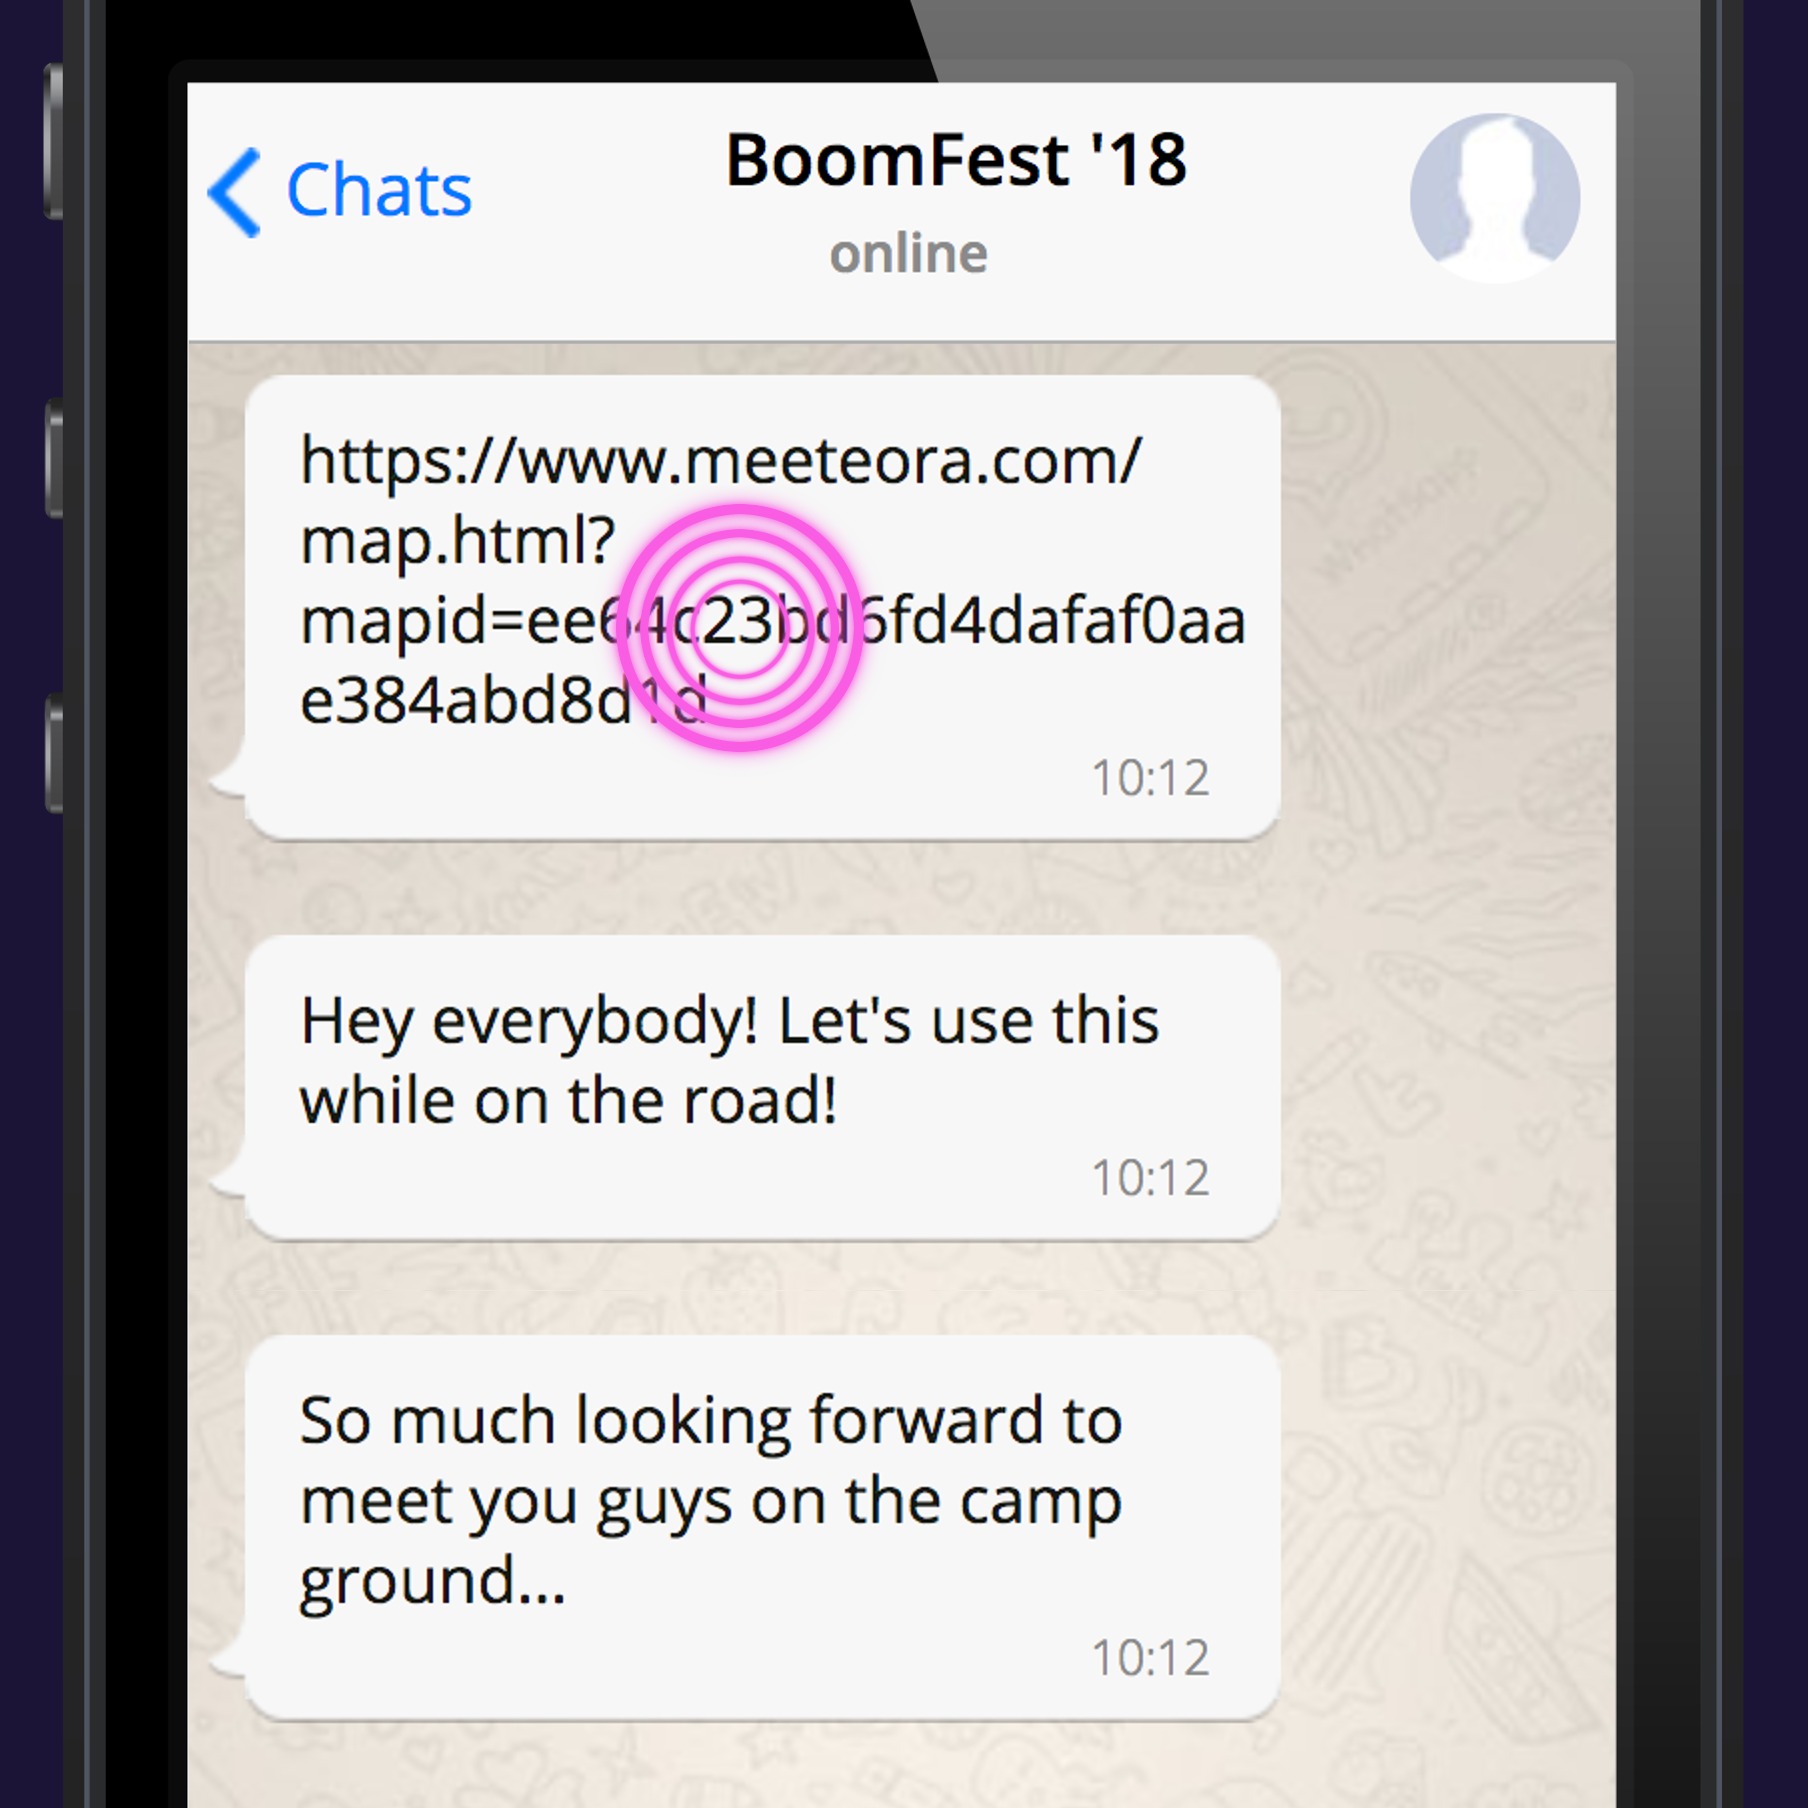 Chats
BoomFest '18
online
https://www.meeteora.com/
map.html?
mapid=ee64c23bd6fd4dafaf0aa
e384abd8d1d
10:12
Hey everybody! Let's use this
while on the road!
10:12
So much looking forward to
meet you guys on the camp
ground...
10:12